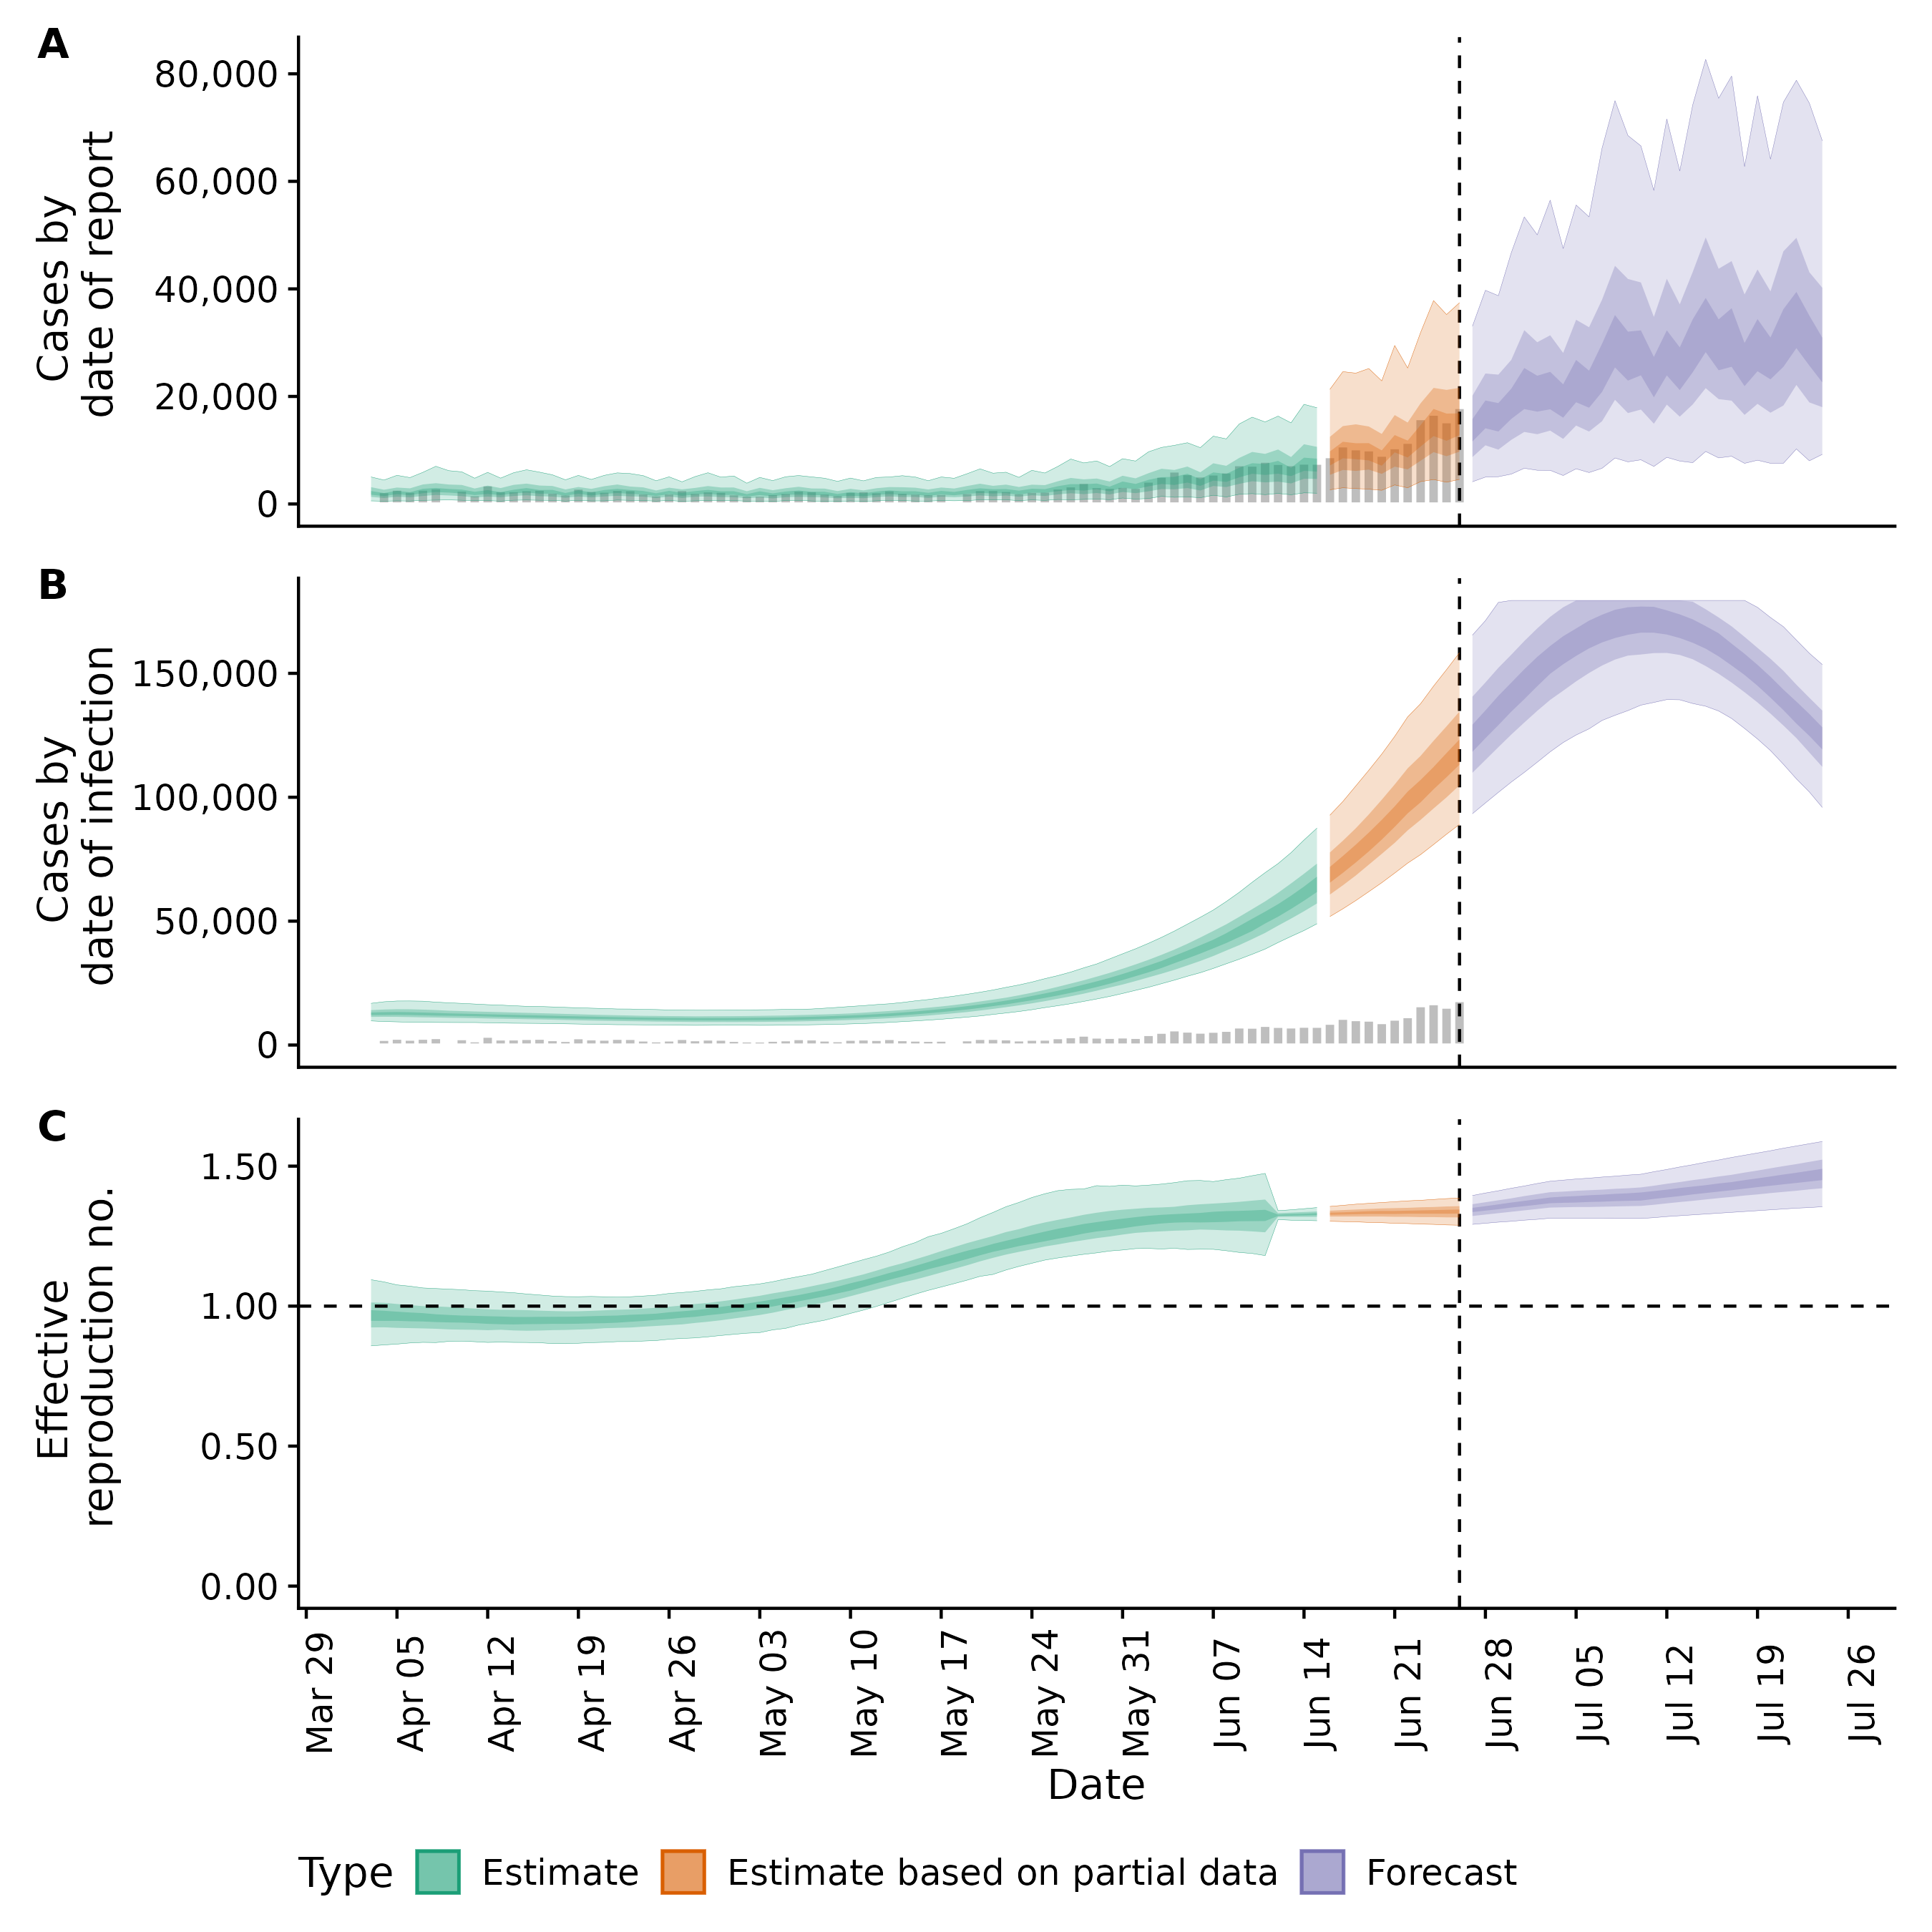 A
Cases by
date of report
80,000
60,000
40,000
20,000
0
B
Cases by
date of infection
150,000
100,000
50,000
0
C
Effective
reproduction no.
1.50
1.00
0.50
0.00
Mar 29
Apr 05
Apr 12
Apr 19
Apr 26
May 03
May 10
May 17
May 24
May 31
Jun 07
Jun 14
Jun 21
Jun 28
Jul 05
Jul 12
Jul 19
Jul 26
Date
Type Estimate Estimate based on partial data Forecast